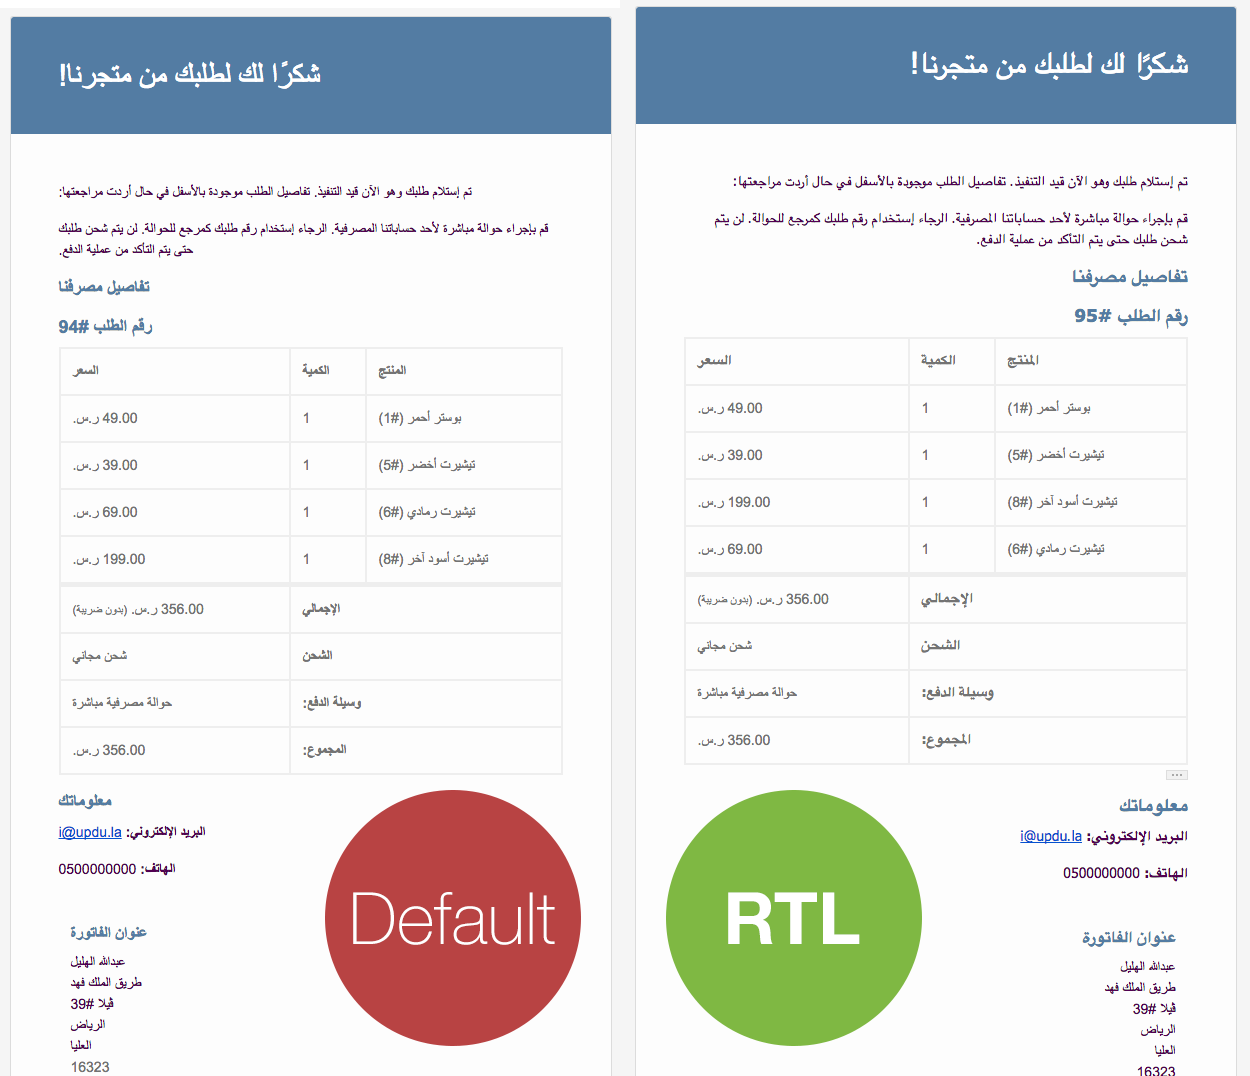 شكرًا لك لطلبك من متجرنا!
تم إستلام طلبك وهو الآن قيد التنفيذ. تفاصيل الطلب موجودة بالأسفل في حال أردت مراجعتها:
قم بإجراء حوالة مباشرة لأحد حساباتنا المصرفية. الرجاء إستخدام رقم طلبك كمرجع للحوالة. لن يتم شحن طلبك
حتى يتم التأكد من عملية الدفع.
تفاصيل مصرفنا
رقم الطلب #94
المنتج الكمية السعر
بوستر أحمر (#1) 1 49.00 ر.س.
تيشيرت أخضر (#5) 1 39.00 ر.س.
تيشيرت رمادي (#6) 1 69.00 ر.س.
تيشيرت أسود آخر (#8) 1 199.00 ر.س.
الإجمالي 356.00 ر.س. (بدون ضريبة)
الشحن شحن مجاني
وسيلة الدفع: حوالة مصرفية مباشرة
المجموع: 356.00 ر.س.
معلوماتك
البريد الإلكتروني: i@updu.la
الهاتف: 0500000000
عنوان الفاتورة
عبدالله الهليل
طريق الملك فهد
ڤيلا #39
الرياض
العليا
16323
Default
شكرًا لك لطلبك من متجرنا!
تم إستلام طلبك وهو الآن قيد التنفيذ. تفاصيل الطلب موجودة بالأسفل في حال أردت مراجعتها:
قم بإجراء حوالة مباشرة لأحد حساباتنا المصرفية. الرجاء إستخدام رقم طلبك كمرجع للحوالة. لن يتم
شحن طلبك حتى يتم التأكد من عملية الدفع.
تفاصيل مصرفنا
رقم الطلب #95
المنتج الكمية السعر
بوستر أحمر (#1) 1 49.00 ر.س.
تيشيرت أخضر (#5) 1 39.00 ر.س.
تيشيرت أسود آخر (#8) 1 199.00 ر.س.
تيشيرت رمادي (#6) 1 69.00 ر.س.
الإجمالي 356.00 ر.س. (بدون ضريبة)
الشحن شحن مجاني
وسيلة الدفع: حوالة مصرفية مباشرة
المجموع: 356.00 ر.س.
معلوماتك
البريد الإلكتروني: i@updu.la
الهاتف: 0500000000
عنوان الفاتورة
عبدالله الهليل
طريق الملك فهد
ڤيلا #39
الرياض
العليا
16323
RTL